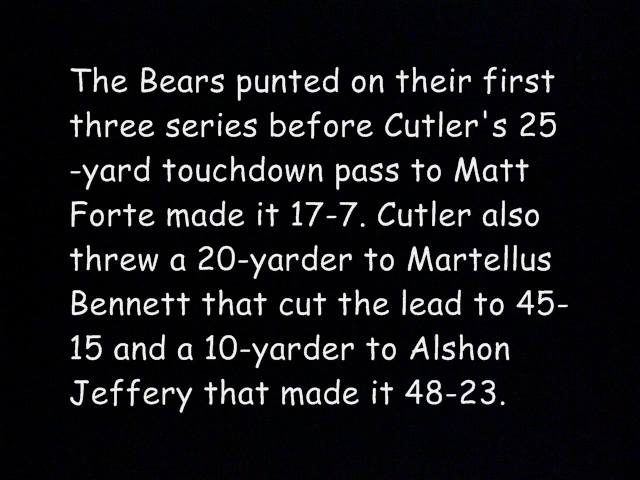 The Bears punted on their first
three series before Cutler's 25
-yard touchdown pass to Matt
Forte made it 17-7. Cutler also
threw a 20-yarder to Martellus
Bennett that cut the lead to 45-
15 and a 10-yarder to Alshon
Jeffery that made it 48-23.